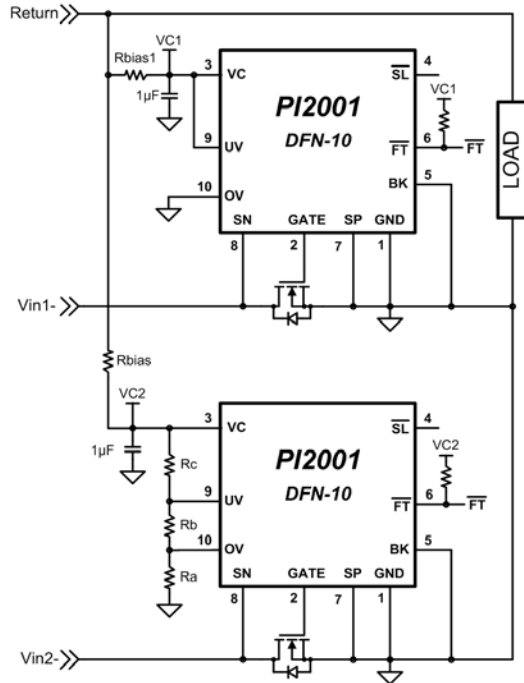 Return
Rbias1
VC1
1µF
3
VC
9
UV
10
OV
PI2001
DFN-10
4
SL
VC1
6
FT
FT
5
BK
SN
GATE
SP
GND
8
2
7
1
LOAD
Vin1-
Rbias
VC2
1µF
3
VC
Rc
9
UV
Rb
10
OV
Ra
PI2001
DFN-10
4
SL
VC2
6
FT
FT
5
BK
SN
GATE
SP
GND
8
2
7
1
Vin2-